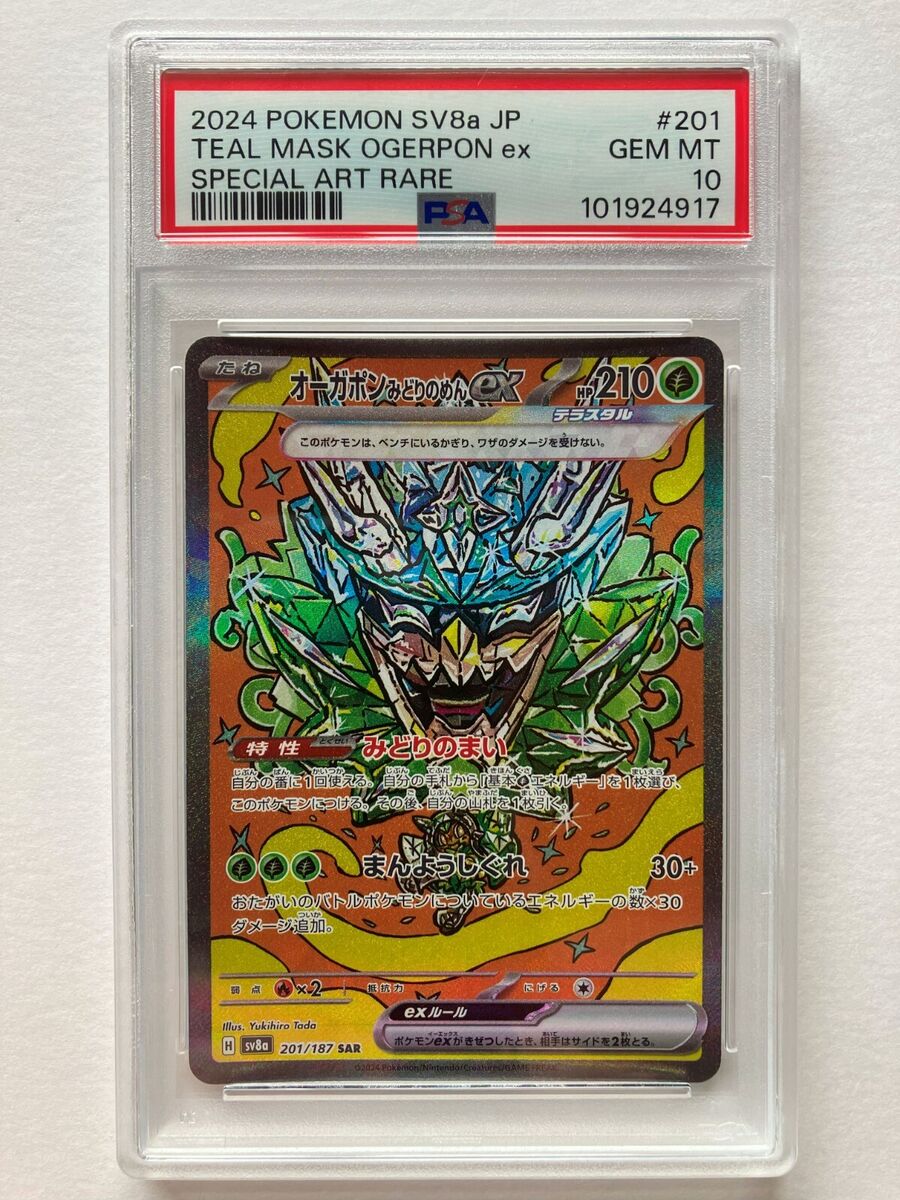 2024 POKEMON SV8a JP #201
TEAL MASK OGERPON ex GEM MT
SPECIAL ART RARE 10
PSA 101924917
たね
オーガポンみどりのめんex HP210
テラスタル
このポケモンは、ベンチにいるかぎり、ワザのダメージを受けない。
特性 とくせい みどりのまい
自分の番に1回使える。自分の手札から「基本エネルギー」を1枚選び、
このポケモンにつける。その後、自分の山札を1枚引く。
まんようしぐれ 30+
おたがいのバトルポケモンについているエネルギーの数×30
ダメージ追加。
弱点 ×2 抵抗力 にげる
exルール
ポケモンexがきぜつしたとき、相手はサイドを2枚とる。
Illus. Yukihiro Tada
H sv8a 201/187 SAR
©2024 Pokémon/Nintendo/Creatures/GAME FREAK